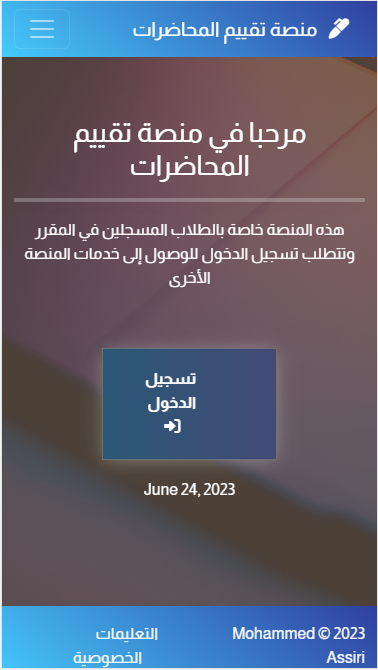 منصة تقييم المحاضرات
مرحبا في منصة تقييم
المحاضرات
هذه المنصة خاصة بالطلاب المسجلين في المقرر
وتتطلب تسجيل الدخول للوصول إلى خدمات المنصة
الأخرى
تسجيل
الدخول
June 24, 2023
Mohammed © 2023
Assiri
التعليمات
الخصوصية